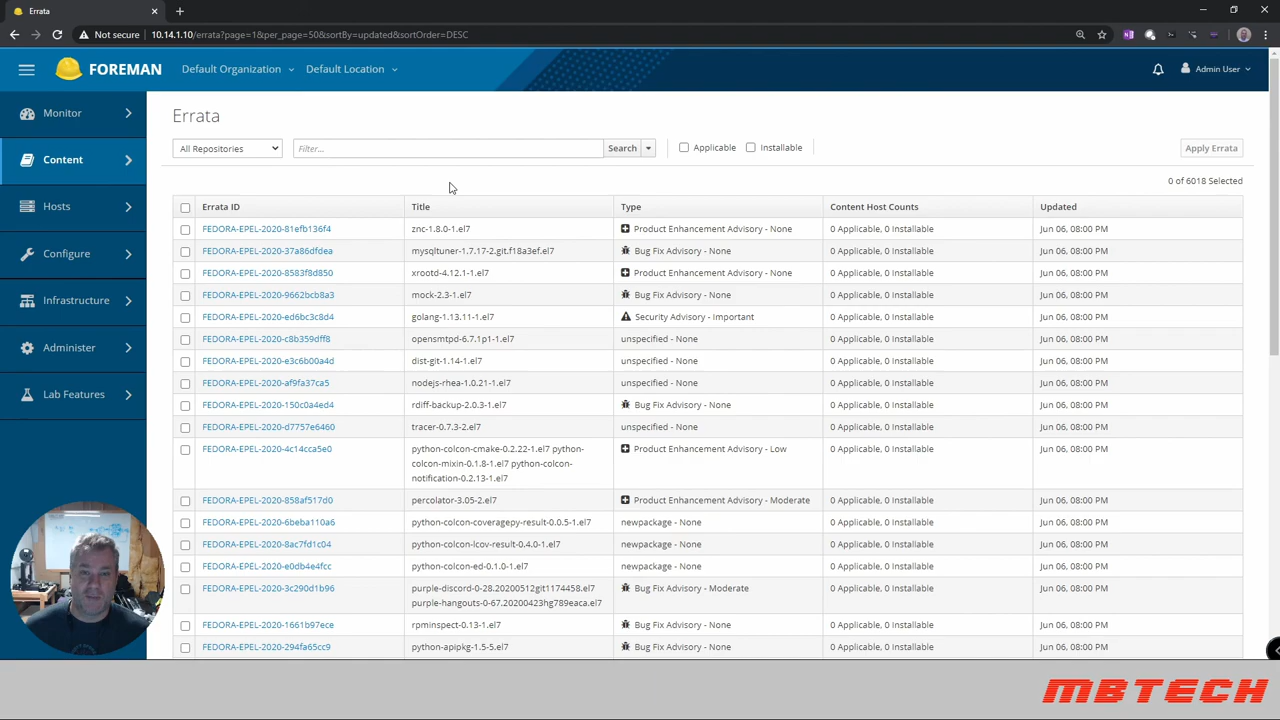 Errata
Not secure 10.14.1.10/errata?page=1&per_page=50&sortBy=updated&sortOrder=DESC
FOREMAN Default Organization Default Location Admin User
Monitor
Content
Hosts
Configure
Infrastructure
Administer
Lab Features
Errata
All Repositories Filter... Search Applicable Installable Apply Errata
0 of 6018 Selected
Errata ID Title Type Content Host Counts Updated
FEDORA-EPEL-2020-81efb136f4 znc-1.8.0-1.el7 Product Enhancement Advisory - None 0 Applicable, 0 Installable Jun 06, 08:00 PM
FEDORA-EPEL-2020-37a86dfdea mysqltuner-1.7.17-2.git.f18a3ef.el7 Bug Fix Advisory - None 0 Applicable, 0 Installable Jun 06, 08:00 PM
FEDORA-EPEL-2020-8583f8d850 xrootd-4.12.1-1.el7 Product Enhancement Advisory - None 0 Applicable, 0 Installable Jun 06, 08:00 PM
FEDORA-EPEL-2020-9662bcb8a3 mock-2.3-1.el7 Bug Fix Advisory - None 0 Applicable, 0 Installable Jun 06, 08:00 PM
FEDORA-EPEL-2020-ed6bc3c8d4 golang-1.13.11-1.el7 Security Advisory - Important 0 Applicable, 0 Installable Jun 06, 08:00 PM
FEDORA-EPEL-2020-c8b359dff8 opensmtpd-6.7.1p1-1.el7 unspecified - None 0 Applicable, 0 Installable Jun 06, 08:00 PM
FEDORA-EPEL-2020-e3c6b00a4d dist-git-1.14-1.el7 unspecified - None 0 Applicable, 0 Installable Jun 06, 08:00 PM
FEDORA-EPEL-2020-af9fa37ca5 nodejs-rhea-1.0.21-1.el7 unspecified - None 0 Applicable, 0 Installable Jun 06, 08:00 PM
FEDORA-EPEL-2020-150c0a4ed4 rdiff-backup-2.0.3-1.el7 Bug Fix Advisory - None 0 Applicable, 0 Installable Jun 06, 08:00 PM
FEDORA-EPEL-2020-d7757e6460 tracer-0.7.3-2.el7 unspecified - None 0 Applicable, 0 Installable Jun 06, 08:00 PM
FEDORA-EPEL-2020-4c14cca5e0 python-colcon-cmake-0.2.22-1.el7 python- Product Enhancement Advisory - Low 0 Applicable, 0 Installable Jun 06, 08:00 PM
colcon-mixin-0.1.8-1.el7 python-colcon-
notification-0.2.13-1.el7
FEDORA-EPEL-2020-858af517d0 percolator-3.05-2.el7 Product Enhancement Advisory - Moderate 0 Applicable, 0 Installable Jun 06, 08:00 PM
FEDORA-EPEL-2020-6beba110a6 python-colcon-coveragepy-result-0.0.5-1.el7 newpackage - None 0 Applicable, 0 Installable Jun 06, 08:00 PM
FEDORA-EPEL-2020-8ac7fd1c04 python-colcon-lcov-result-0.4.0-1.el7 newpackage - None 0 Applicable, 0 Installable Jun 06, 08:00 PM
FEDORA-EPEL-2020-e0db4e4fcc python-colcon-ed-0.1.0-1.el7 newpackage - None 0 Applicable, 0 Installable Jun 06, 08:00 PM
FEDORA-EPEL-2020-3c290d1b96 purple-discord-0-28.20200512git1174458.el7 Bug Fix Advisory - Moderate 0 Applicable, 0 Installable Jun 06, 08:00 PM
purple-hangouts-0-67.20200423hg789eaca.el7
FEDORA-EPEL-2020-1661b97ece rpminspect-0.13-1.el7 Bug Fix Advisory - None 0 Applicable, 0 Installable Jun 06, 08:00 PM
FEDORA-EPEL-2020-294fa65cc9 python-apipkg-1.5-5.el7 Bug Fix Advisory - None 0 Applicable, 0 Installable Jun 06, 08:00 PM
MBTECH